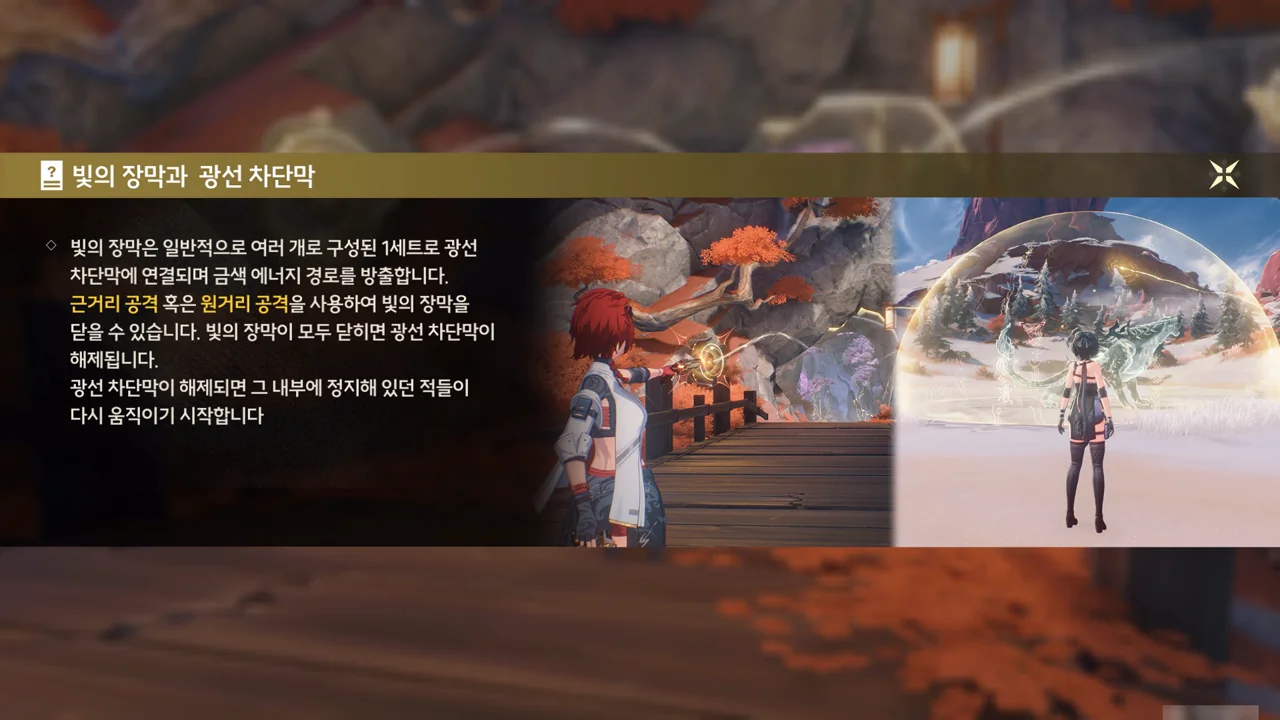 빛의 장막과 광선 차단막
빛의 장막은 일반적으로 여러 개로 구성된 1세트로 광선
차단막에 연결되며 금색 에너지 경로를 방출합니다.
근거리 공격 혹은 원거리 공격을 사용하여 빛의 장막을
닫을 수 있습니다. 빛의 장막이 모두 닫히면 광선 차단막이
해제됩니다.
광선 차단막이 해제되면 그 내부에 정지해 있던 적들이
다시 움직이기 시작합니다